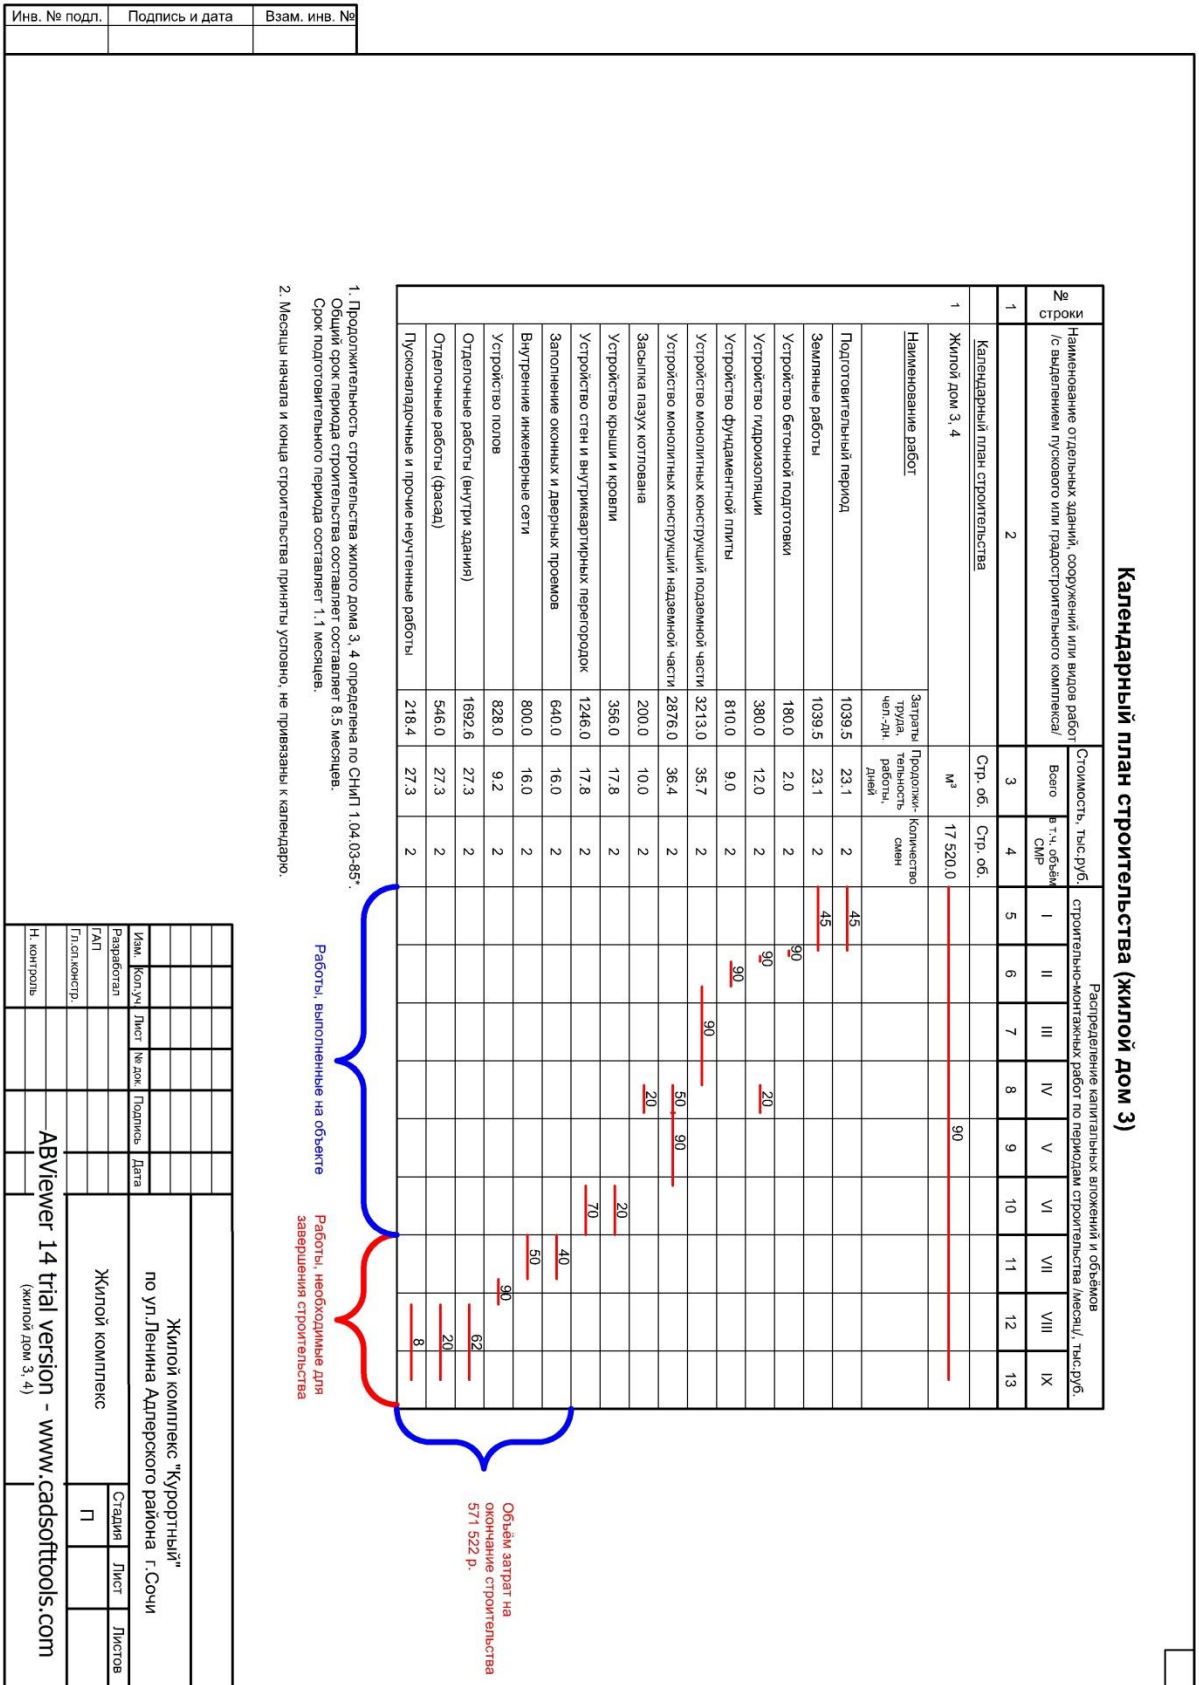 Инв. № подл. Подпись и дата Взам. инв. №
Календарный план строительства (жилой дом 3)
№ строки
Наименование отдельных зданий, сооружений или видов работ
/с выделением пускового или градостроительного комплекса/
Стоимость, тыс.руб.
Всего
в т.ч. объём СМР
Распределение капитальных вложений и объёмов
строительно-монтажных работ по периодам строительства /месяц/, тыс.руб.
I II III IV V VI VII VIII IX
1 2 3 4 5 6 7 8 9 10 11 12 13
Календарный план строительства Стр. об. Стр. об.
1 Жилой дом 3, 4 м³ 17 520.0 90
Наименование работ
Затраты труда, чел.-дн.
Продолжи-тельность работы, дней
Количество смен
Подготовительный период 1039.5 23.1 2 45
Земляные работы 1039.5 23.1 2 45
Устройство бетонной подготовки 180.0 2.0 2 90
Устройство гидроизоляции 380.0 12.0 2 90 20
Устройство фундаментной плиты 810.0 9.0 2 90
Устройство монолитных конструкций подземной части 3213.0 35.7 2 90
Устройство монолитных конструкций надземной части 2876.0 36.4 2 50 90
Засыпка пазух котлована 200.0 10.0 2 20
Устройство крыши и кровли 356.0 17.8 2 20
Устройство стен и внутриквартирных перегородок 1246.0 17.8 2 70
Заполнение оконных и дверных проемов 640.0 16.0 2 40
Внутренние инженерные сети 800.0 16.0 2 50
Устройство полов 828.0 9.2 2 90
Отделочные работы (внутри здания) 1692.6 27.3 2 62
Отделочные работы (фасад) 546.0 27.3 2 20
Пусконаладочные и прочие неучтенные работы 218.4 27.3 2 8
Объём затрат на
окончание строительства
571 522 р.
Работы, выполненные на объекте
Работы, необходимые для
завершения строительства
1. Продолжительность строительства жилого дома 3, 4 определена по СНиП 1.04.03-85*.
Общий срок периода строительства составляет составляет 8.5 месяцев.
Срок подготовительного периода составляет 1.1 месяцев.
2. Месяцы начала и конца строительства приняты условно, не привязаны к календарю.
Жилой комплекс "Курортный"
по ул.Ленина Адлерского района г.Сочи
Изм. Кол.уч. Лист № док. Подпись Дата
Разработал
ГАП
Гл.сп.констр.
Н. контроль
Жилой комплекс
Стадия Лист Листов
П
ABViewer 14 trial version - www.cadsofttools.com
(жилой дом 3, 4)